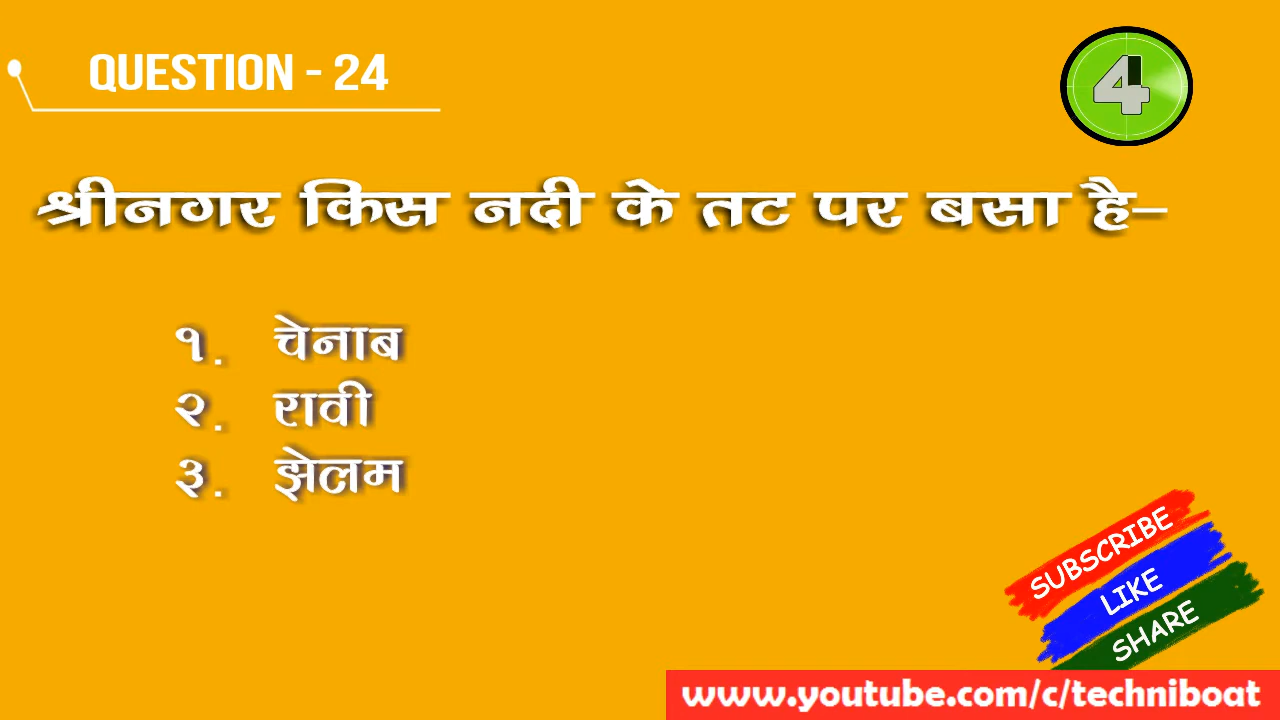 QUESTION - 24
4
श्रीनगर किस नदी के तट पर बसा है–
१. चेनाब
२. रावी
३. झेलम
SUBSCRIBE
LIKE
SHARE
www.youtube.com/c/techniboat